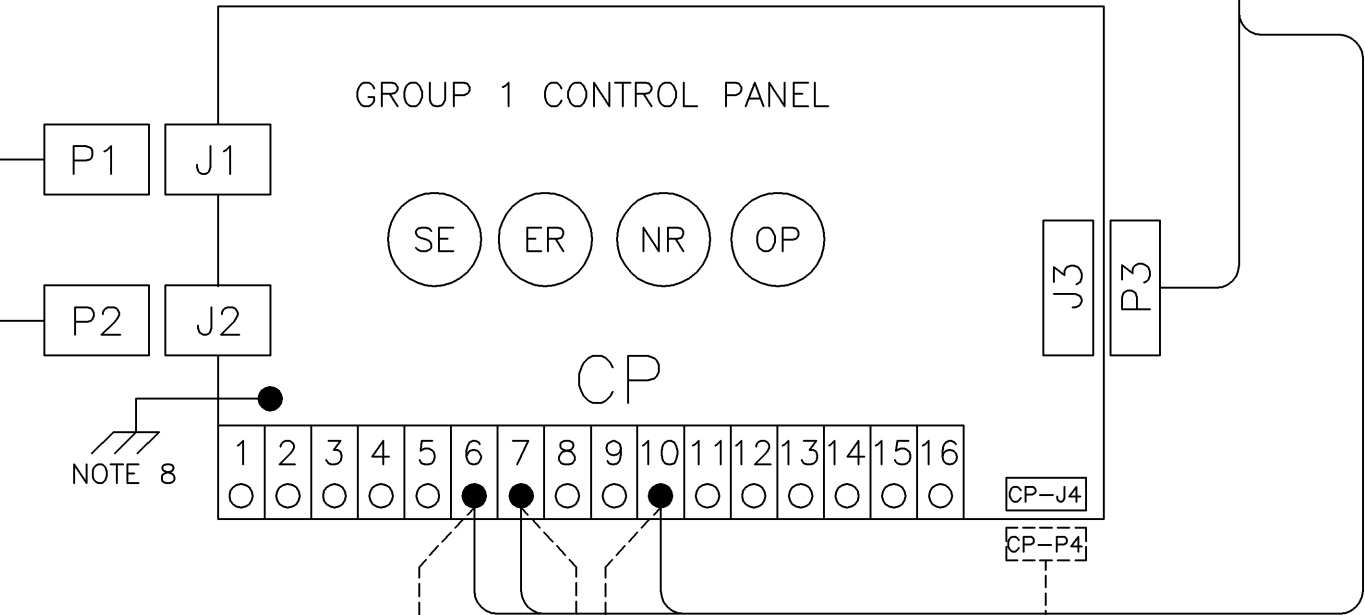 GROUP 1 CONTROL PANEL
P1 J1
SE ER NR OP
J3 P3
P2 J2
CP
1 2 3 4 5 6 7 8 9 10 11 12 13 14 15 16
NOTE 8
CP-J4
CP-P4